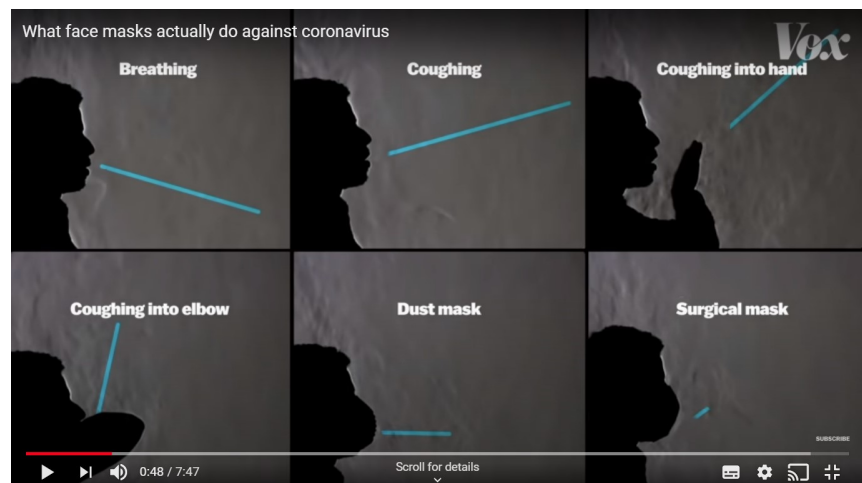 What face masks actually do against coronavirus
Vox
Breathing
Coughing
Coughing into hand
Coughing into elbow
Dust mask
Surgical mask
SUBSCRIBE
0:48 / 7:47
Scroll for details